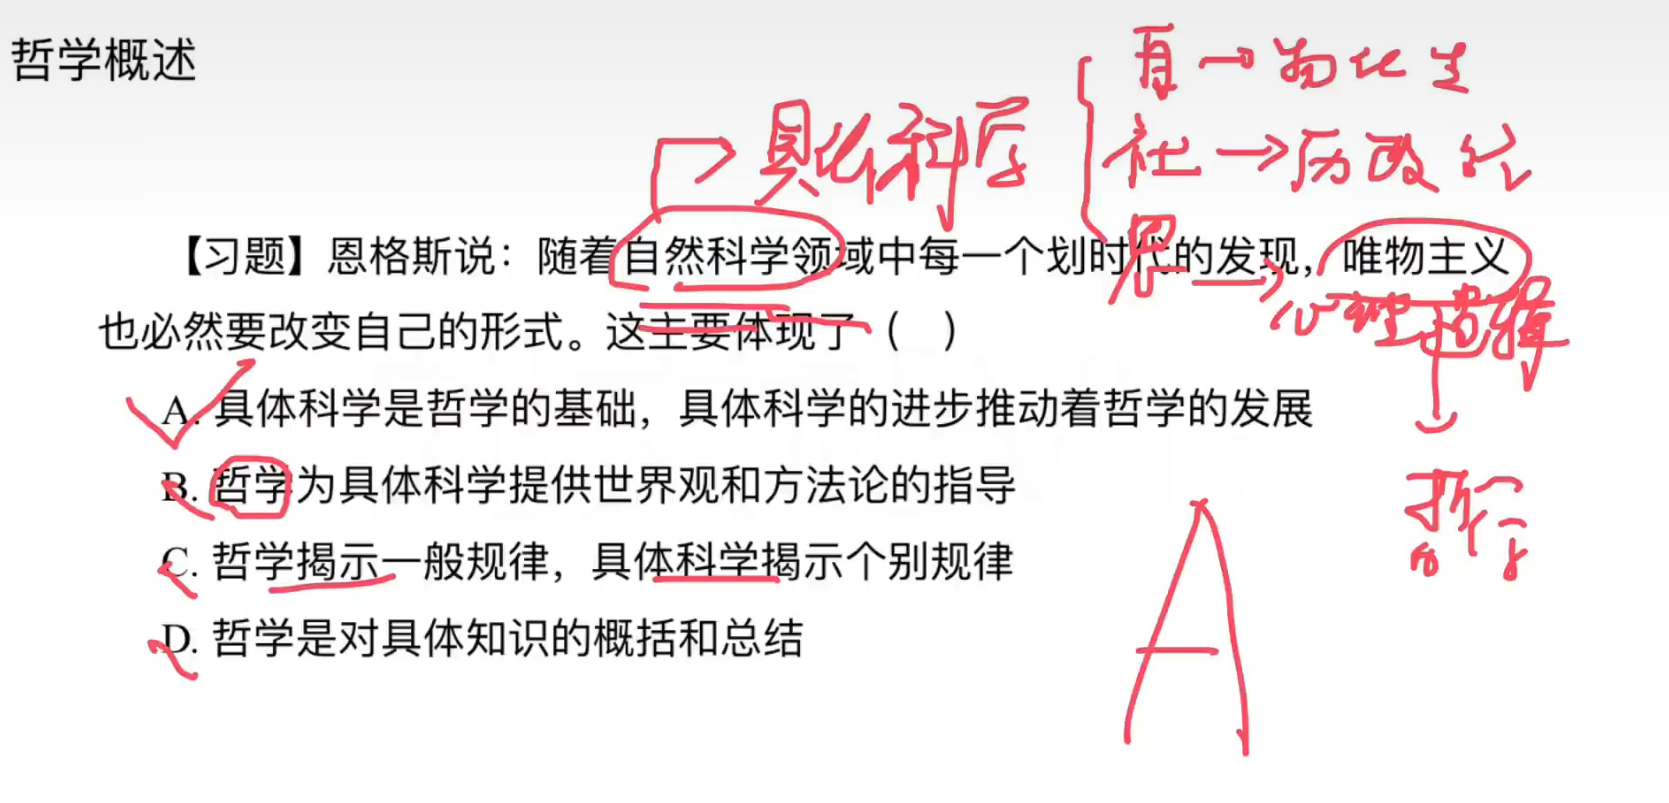 哲学概述
自→物化生
社→历政经
具体科学
思→心理 逻辑
【习题】恩格斯说：随着自然科学领域中每一个划时代的发现，唯物主义
也必然要改变自己的形式。这主要体现了（ ）
A. 具体科学是哲学的基础，具体科学的进步推动着哲学的发展
B. 哲学为具体科学提供世界观和方法论的指导
C. 哲学揭示一般规律，具体科学揭示个别规律
D. 哲学是对具体知识的概括和总结
哲学
A